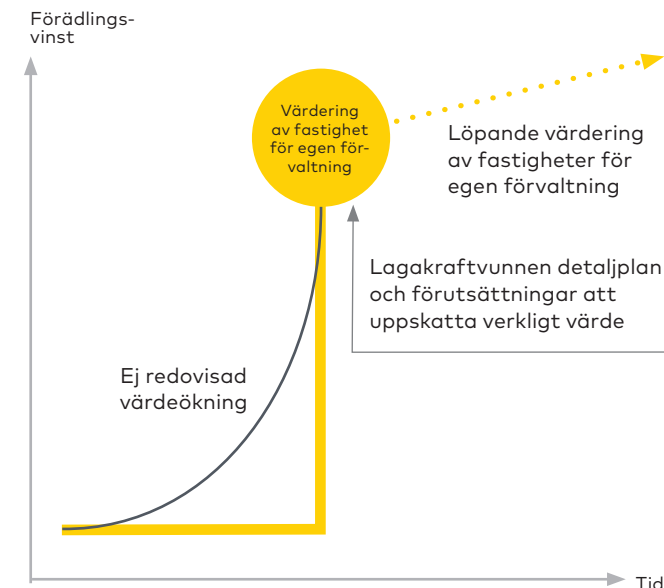 Förädlings-
vinst
Värdering
av fastighet
för egen för-
valtning
Löpande värdering
av fastigheter för
egen förvaltning
Lagakraftvunnen detaljplan
och förutsättningar att
uppskatta verkligt värde
Ej redovisad
värdeökning
Tid